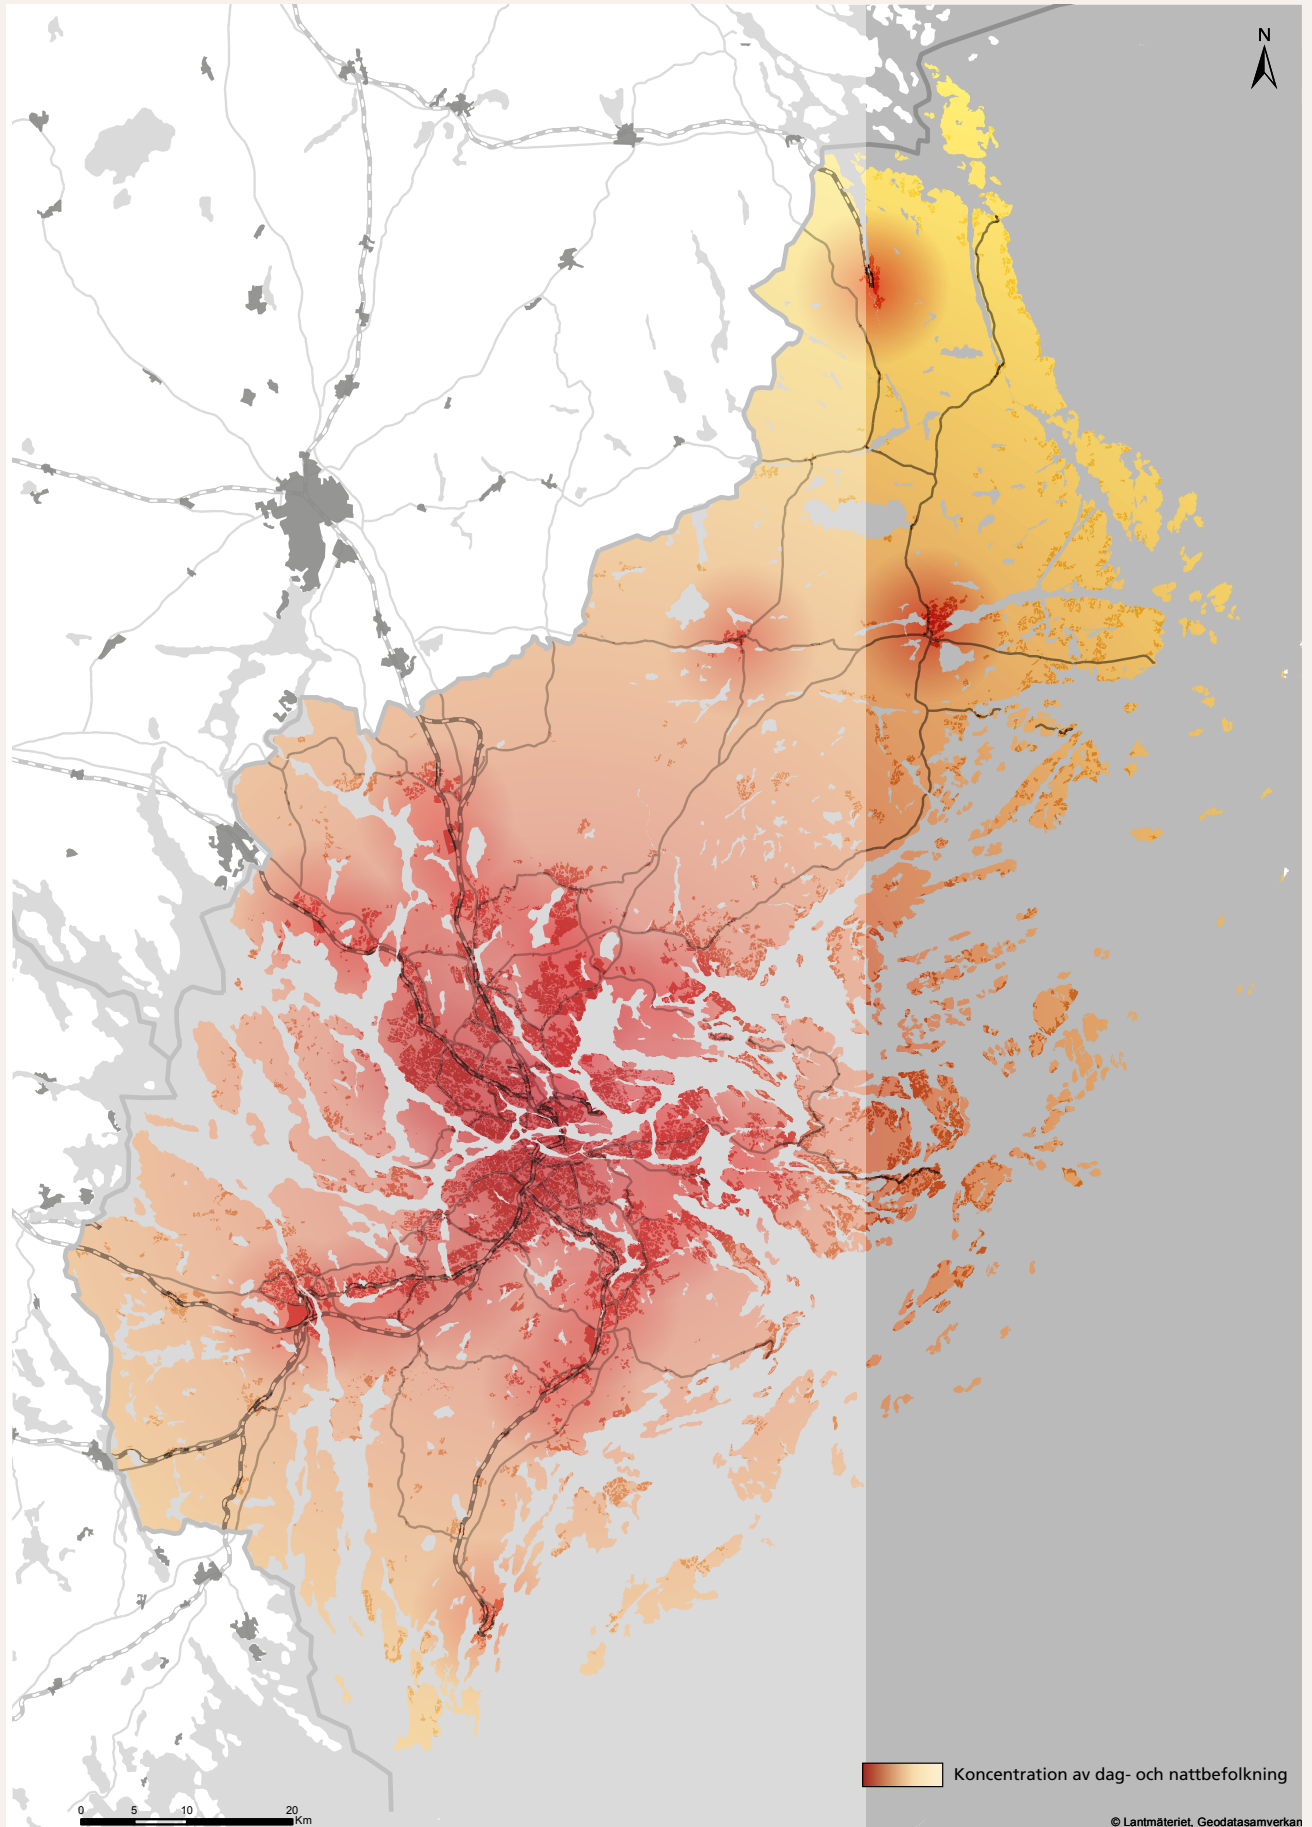 N
Koncentration av dag- och nattbefolkning
0 5 10 20
Km
© Lantmäteriet, Geodatasamverkan